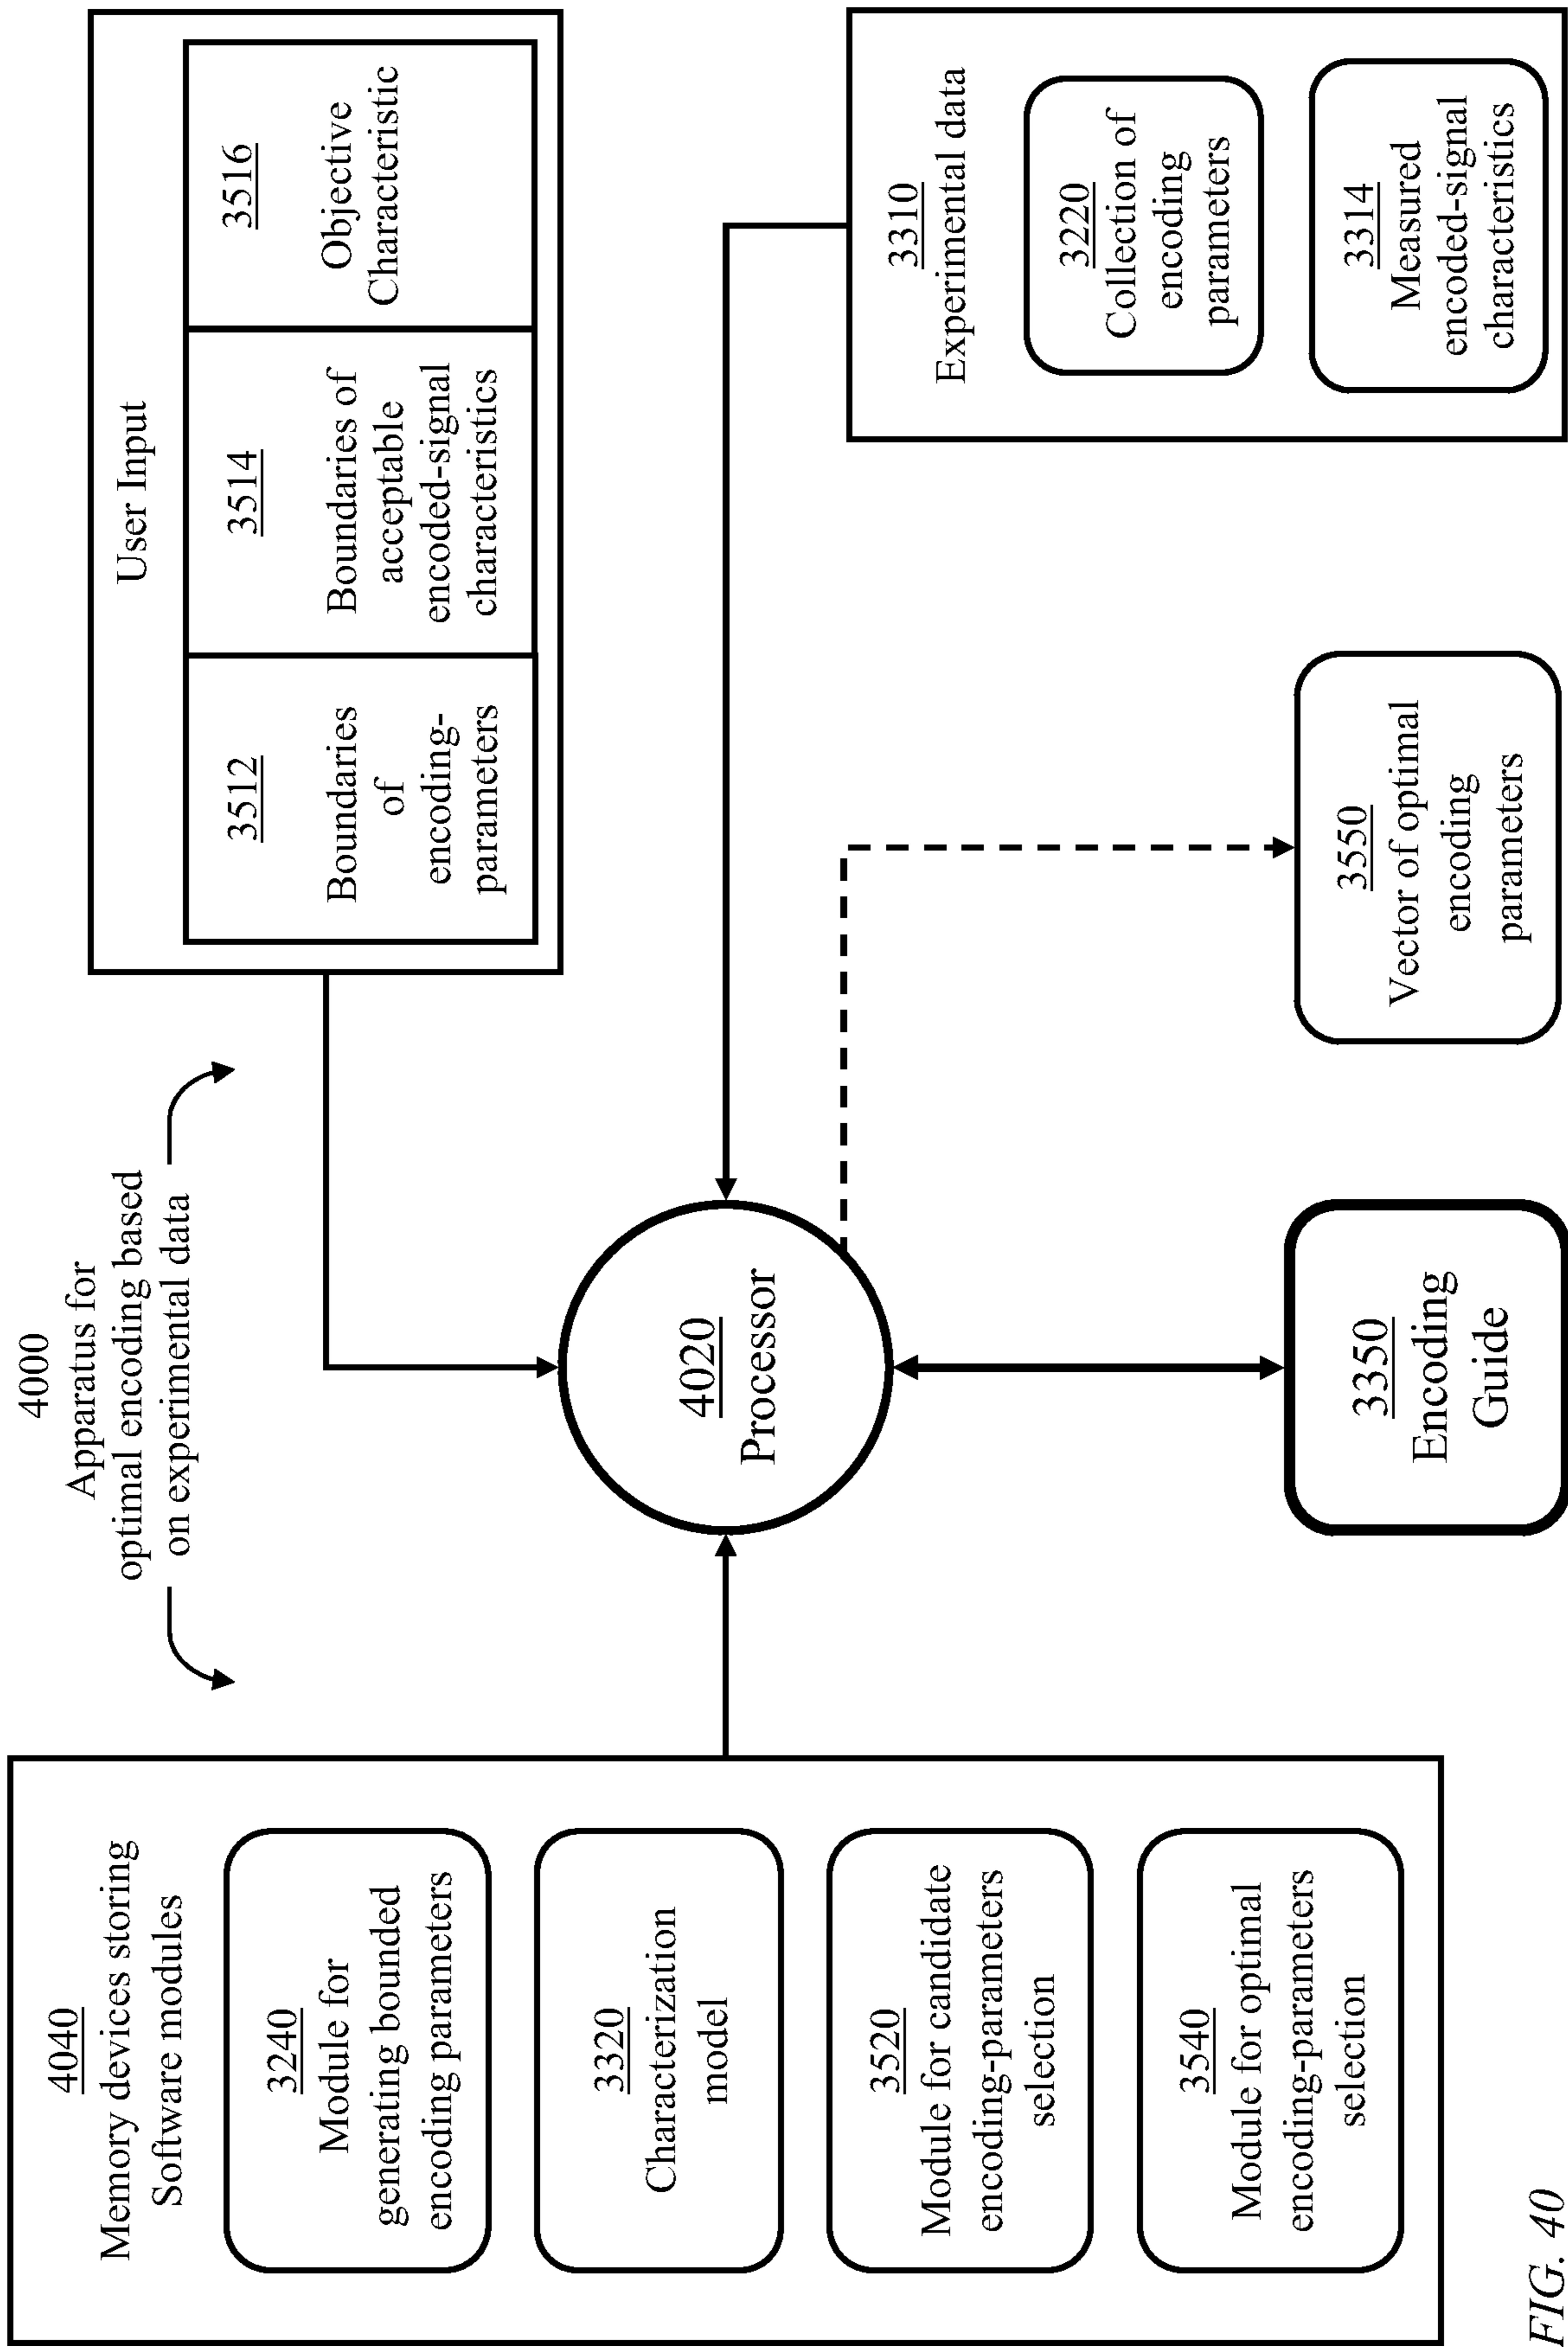 4000
Apparatus for
optimal encoding based
on experimental data
4040
Memory devices storing
Software modules
3240
Module for
generating bounded
encoding parameters
3320
Characterization
model
3520
Module for candidate
encoding-parameters
selection
3540
Module for optimal
encoding-parameters
selection
User Input
3512
Boundaries
of
encoding-
parameters
3514
Boundaries of
acceptable
encoded-signal
characteristics
3516
Objective
Characteristic
4020
Processor
3310
Experimental data
3220
Collection of
encoding
parameters
3314
Measured
encoded-signal
characteristics
3350
Encoding
Guide
3550
Vector of optimal
encoding
parameters
FIG. 40